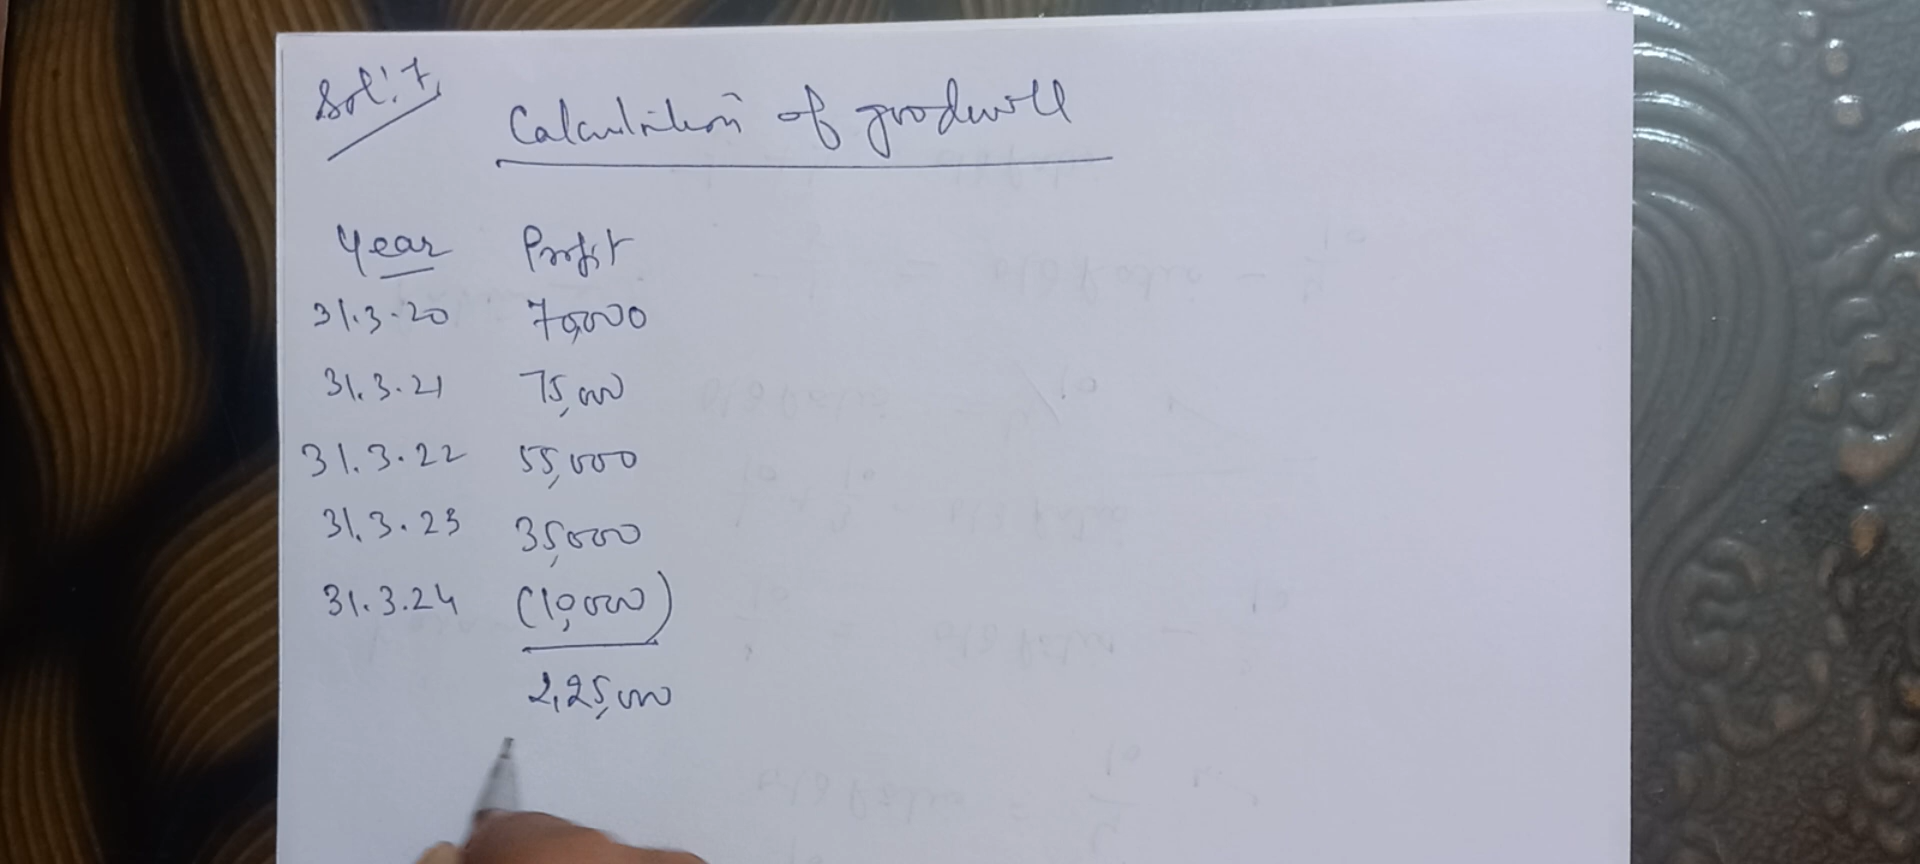 Sol: 7
Calculation of goodwill
Year Profit
31.3.20 70,000
31.3.21 75,000
31.3.22 55,000
31.3.23 35,000
31.3.24 (10,000)
2,25,000